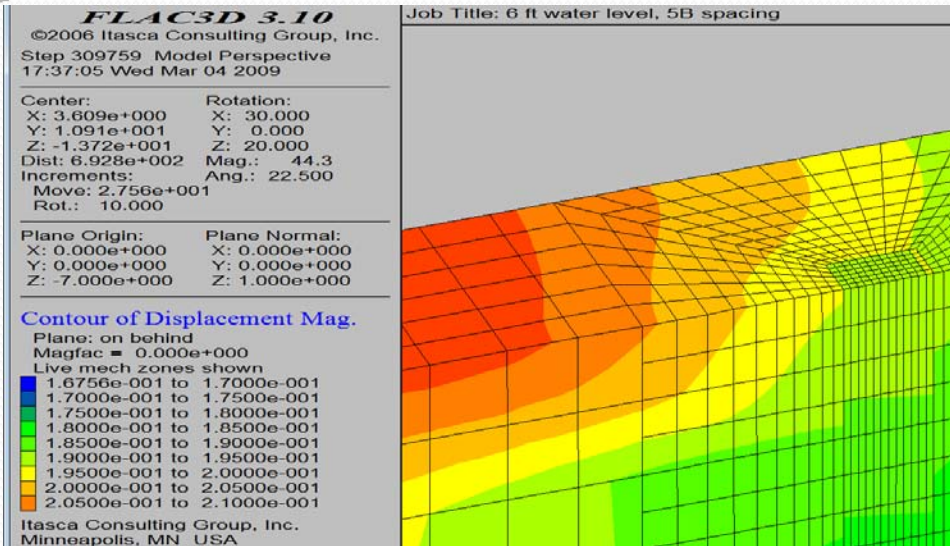 FLAC3D 3.10
©2006 Itasca Consulting Group, Inc.
Step 309759 Model Perspective
17:37:05 Wed Mar 04 2009
Center: Rotation:
X: 3.609e+000 X: 30.000
Y: 1.091e+001 Y: 0.000
Z: -1.372e+001 Z: 20.000
Dist: 6.928e+002 Mag.: 44.3
Increments: Ang.: 22.500
Move: 2.756e+001
Rot.: 10.000
Plane Origin: Plane Normal:
X: 0.000e+000 X: 0.000e+000
Y: 0.000e+000 Y: 0.000e+000
Z: -7.000e+000 Z: 1.000e+000
Contour of Displacement Mag.
Plane: on behind
Magfac = 0.000e+000
Live mech zones shown
1.6756e-001 to 1.7000e-001
1.7000e-001 to 1.7500e-001
1.7500e-001 to 1.8000e-001
1.8000e-001 to 1.8500e-001
1.8500e-001 to 1.9000e-001
1.9000e-001 to 1.9500e-001
1.9500e-001 to 2.0000e-001
2.0000e-001 to 2.0500e-001
2.0500e-001 to 2.1000e-001
Itasca Consulting Group, Inc.
Minneapolis, MN USA
Job Title: 6 ft water level, 5B spacing